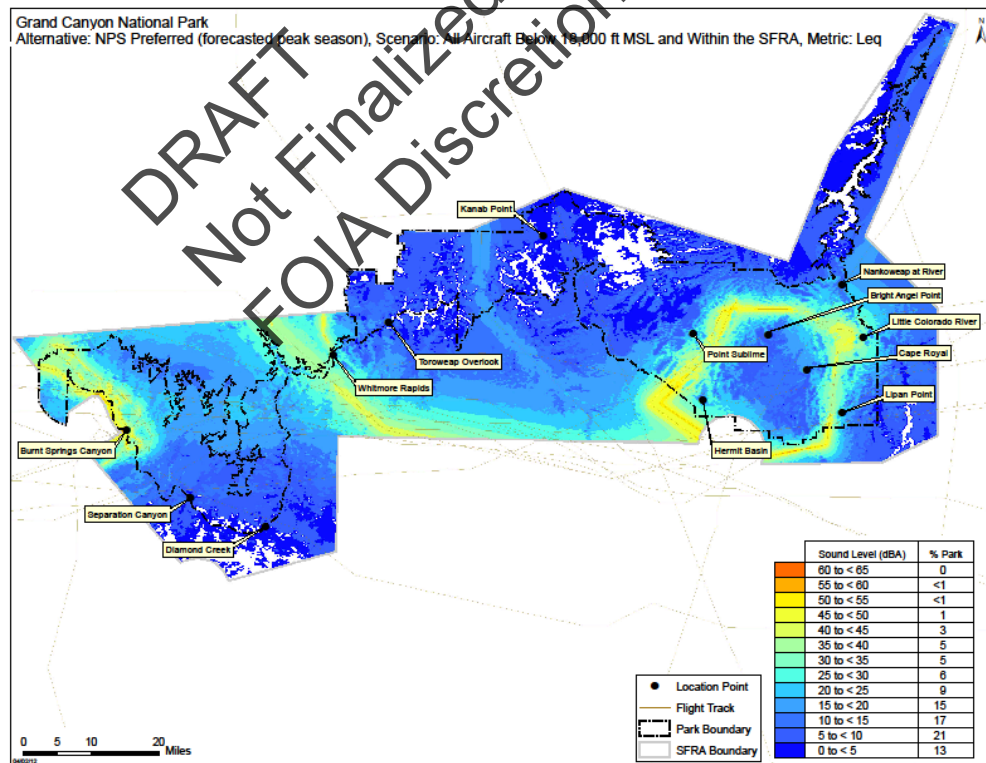 Grand Canyon National Park
Alternative: NPS Preferred (forecasted peak season), Scenario: All Aircraft Below 18,000 ft MSL and Within the SFRA, Metric: Leq
N
DRAFT
Not Finalized
FOIA Discretion
Kanab Point
Nankoweap at River
Bright Angel Point
Little Colorado River
Toroweap Overlook
Point Sublime
Cape Royal
Whitmore Rapids
Lipan Point
Burnt Springs Canyon
Hermit Basin
Separation Canyon
Diamond Creek
Sound Level (dBA) % Park
60 to < 65 0
55 to < 60 <1
50 to < 55 <1
45 to < 50 1
40 to < 45 3
35 to < 40 5
30 to < 35 5
25 to < 30 6
20 to < 25 9
15 to < 20 15
10 to < 15 17
5 to < 10 21
0 to < 5 13
Location Point
Flight Track
Park Boundary
SFRA Boundary
0 5 10 20
Miles